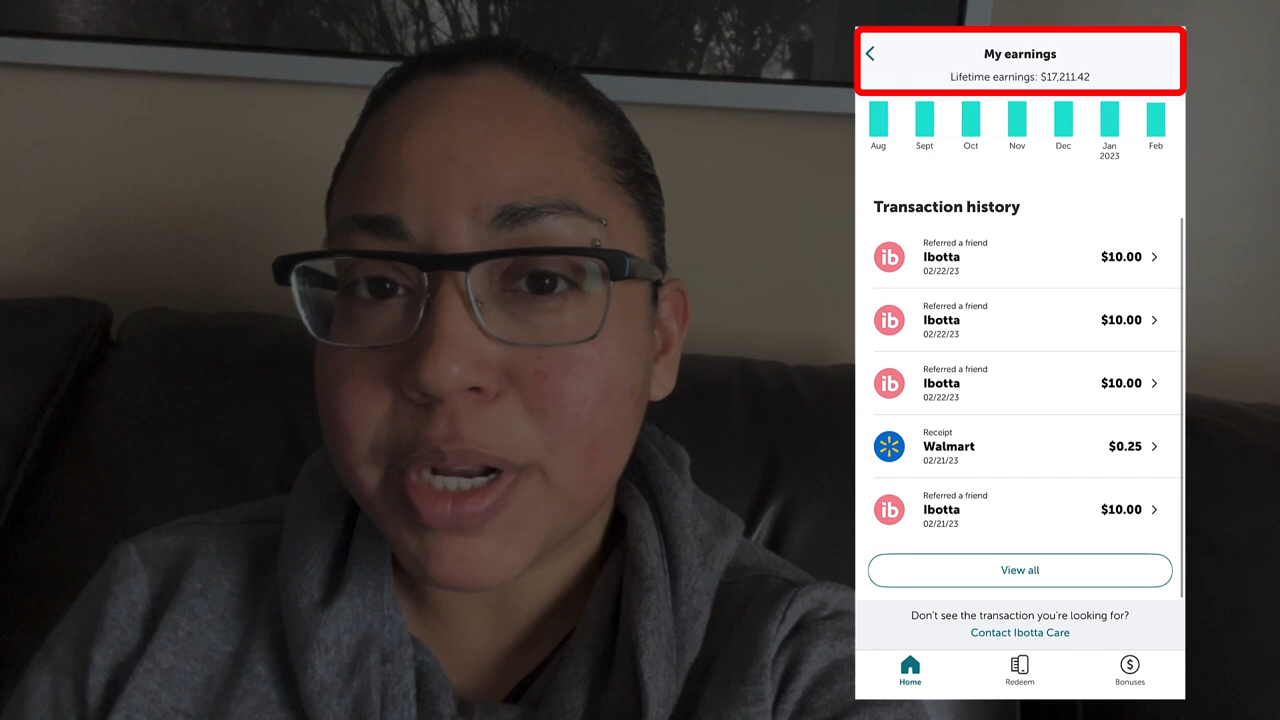 My earnings
Lifetime earnings: $17,211.42
Aug Sept Oct Nov Dec Jan Feb
2023
Transaction history
Referred a friend
ib Ibotta $10.00
02/22/23
Referred a friend
ib Ibotta $10.00
02/22/23
Referred a friend
ib Ibotta $10.00
02/22/23
Receipt
Walmart $0.25
02/21/23
Referred a friend
ib Ibotta $10.00
02/21/23
View all
Don't see the transaction you're looking for?
Contact Ibotta Care
Home Redeem Bonuses